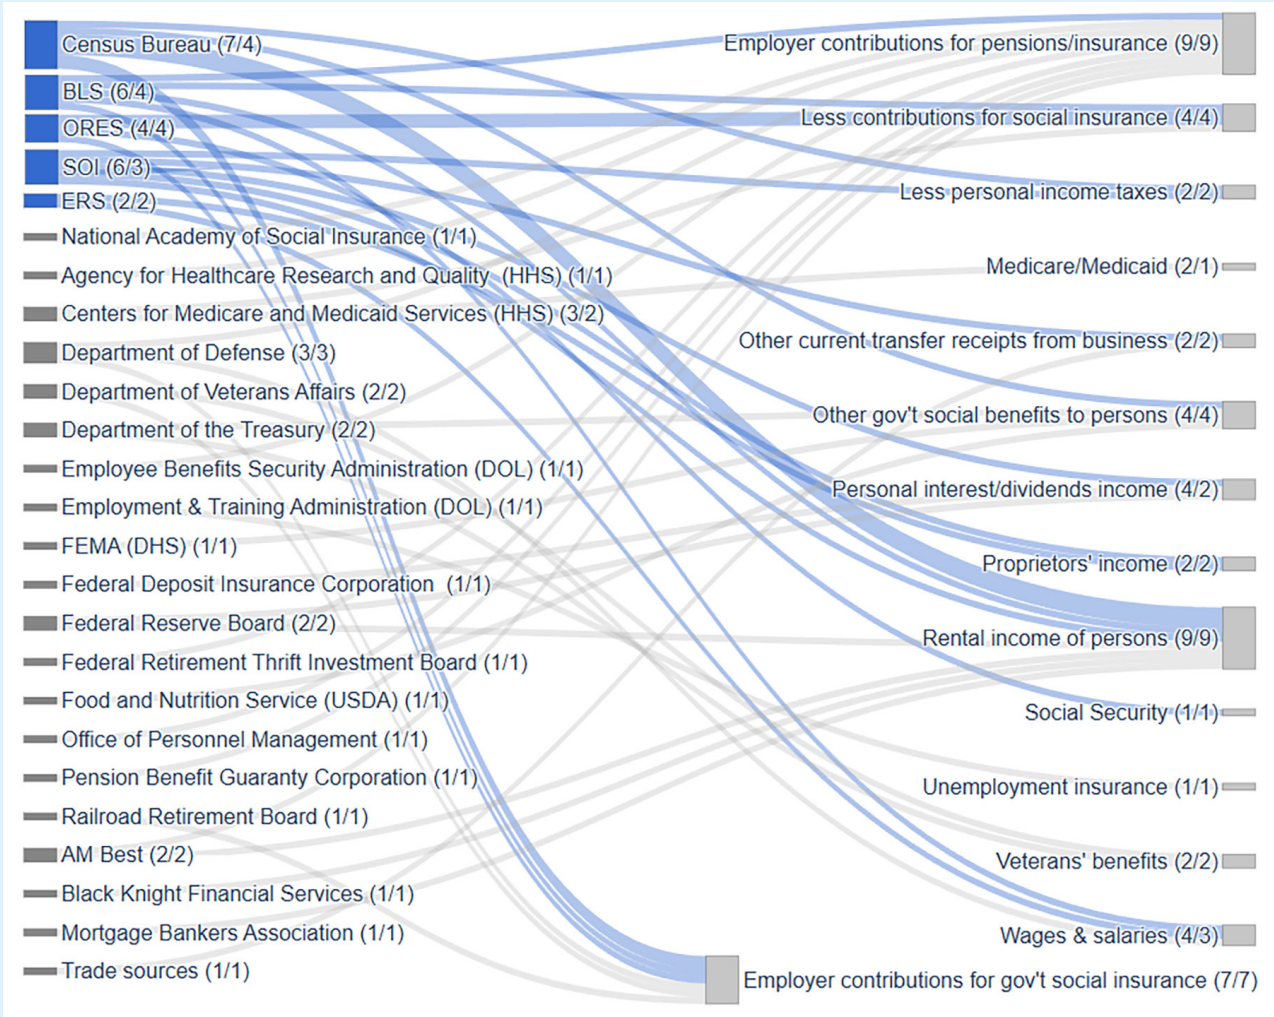 Census Bureau (7/4)
BLS (6/4)
ORES (4/4)
SOI (6/3)
ERS (2/2)
National Academy of Social Insurance (1/1)
Agency for Healthcare Research and Quality (HHS) (1/1)
Centers for Medicare and Medicaid Services (HHS) (3/2)
Department of Defense (3/3)
Department of Veterans Affairs (2/2)
Department of the Treasury (2/2)
Employee Benefits Security Administration (DOL) (1/1)
Employment & Training Administration (DOL) (1/1)
FEMA (DHS) (1/1)
Federal Deposit Insurance Corporation (1/1)
Federal Reserve Board (2/2)
Federal Retirement Thrift Investment Board (1/1)
Food and Nutrition Service (USDA) (1/1)
Office of Personnel Management (1/1)
Pension Benefit Guaranty Corporation (1/1)
Railroad Retirement Board (1/1)
AM Best (2/2)
Black Knight Financial Services (1/1)
Mortgage Bankers Association (1/1)
Trade sources (1/1)
Employer contributions for pensions/insurance (9/9)
Less contributions for social insurance (4/4)
Less personal income taxes (2/2)
Medicare/Medicaid (2/1)
Other current transfer receipts from business (2/2)
Other gov't social benefits to persons (4/4)
Personal interest/dividends income (4/2)
Proprietors' income (2/2)
Rental income of persons (9/9)
Social Security (1/1)
Unemployment insurance (1/1)
Veterans' benefits (2/2)
Wages & salaries (4/3)
Employer contributions for gov't social insurance (7/7)